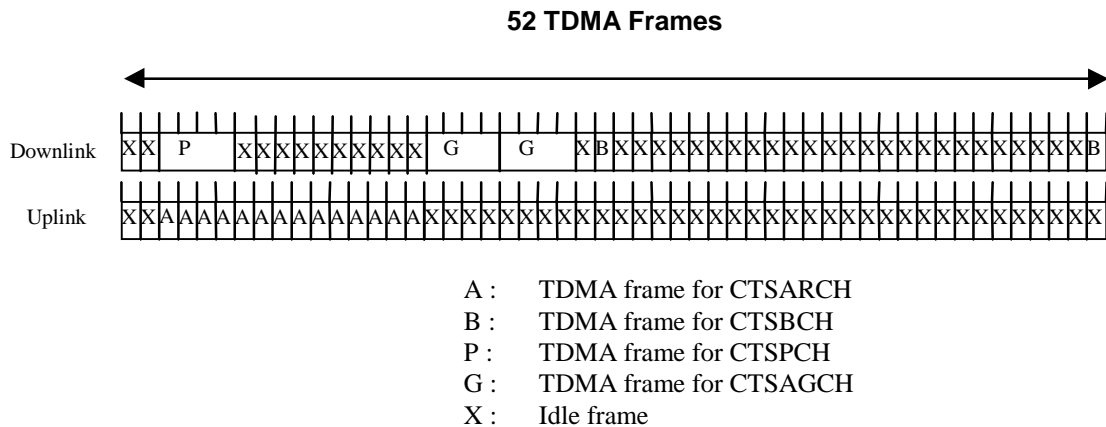 52 TDMA Frames
Downlink XX P XXXXXXXXXX G G XBXXXXXXXXXXXXXXXXXXXXXXXXXB
Uplink XXAAAAAAAAAAAAAAXXXXXXXXXXXXXXXXXXXXXXXXXXXXXXXXXXXX
A : TDMA frame for CTSARCH
B : TDMA frame for CTSBCH
P : TDMA frame for CTSPCH
G : TDMA frame for CTSAGCH
X : Idle frame